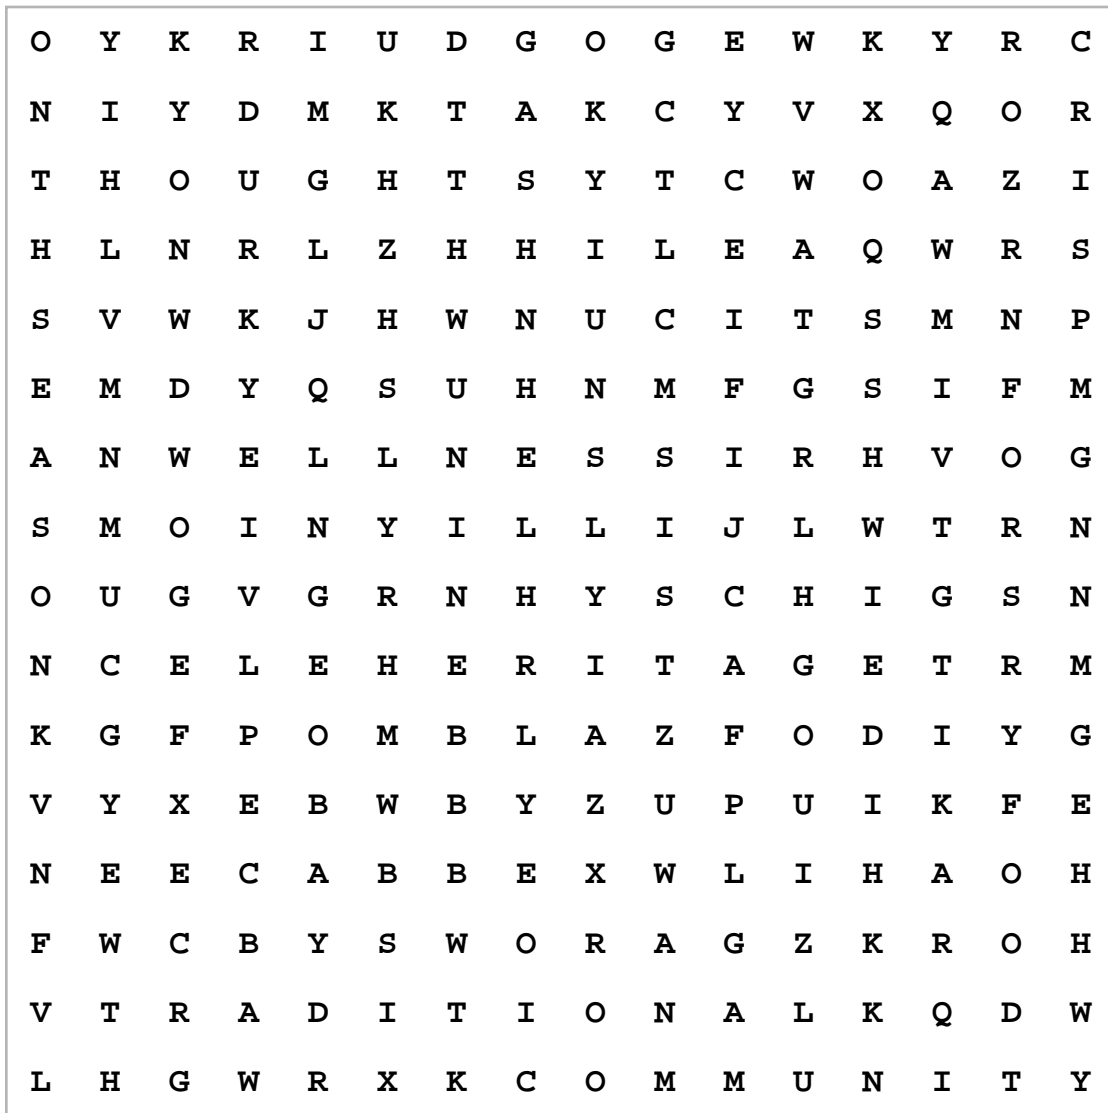 O Y K R I U D G O G E W K Y R C
N I Y D M K T A K C Y V X Q O R
T H O U G H T S Y T C W O A Z I
H L N R L Z H H I L E A Q W R S
S V W K J H W N U C I T S M N P
E M D Y Q S U H N M F G S I F M
A N W E L L N E S S I R H V O G
S M O I N Y I L L I J L W T R N
O U G V G R N H Y S C H I G S N
N C E L E H E R I T A G E T R M
K G F P O M B L A Z F O D I Y G
V Y X E B W B Y Z U P U I K F E
N E E C A B B E X W L I H A O H
F W C B Y S W O R A G Z K R O H
V T R A D I T I O N A L K Q D W
L H G W R X K C O M M U N I T Y